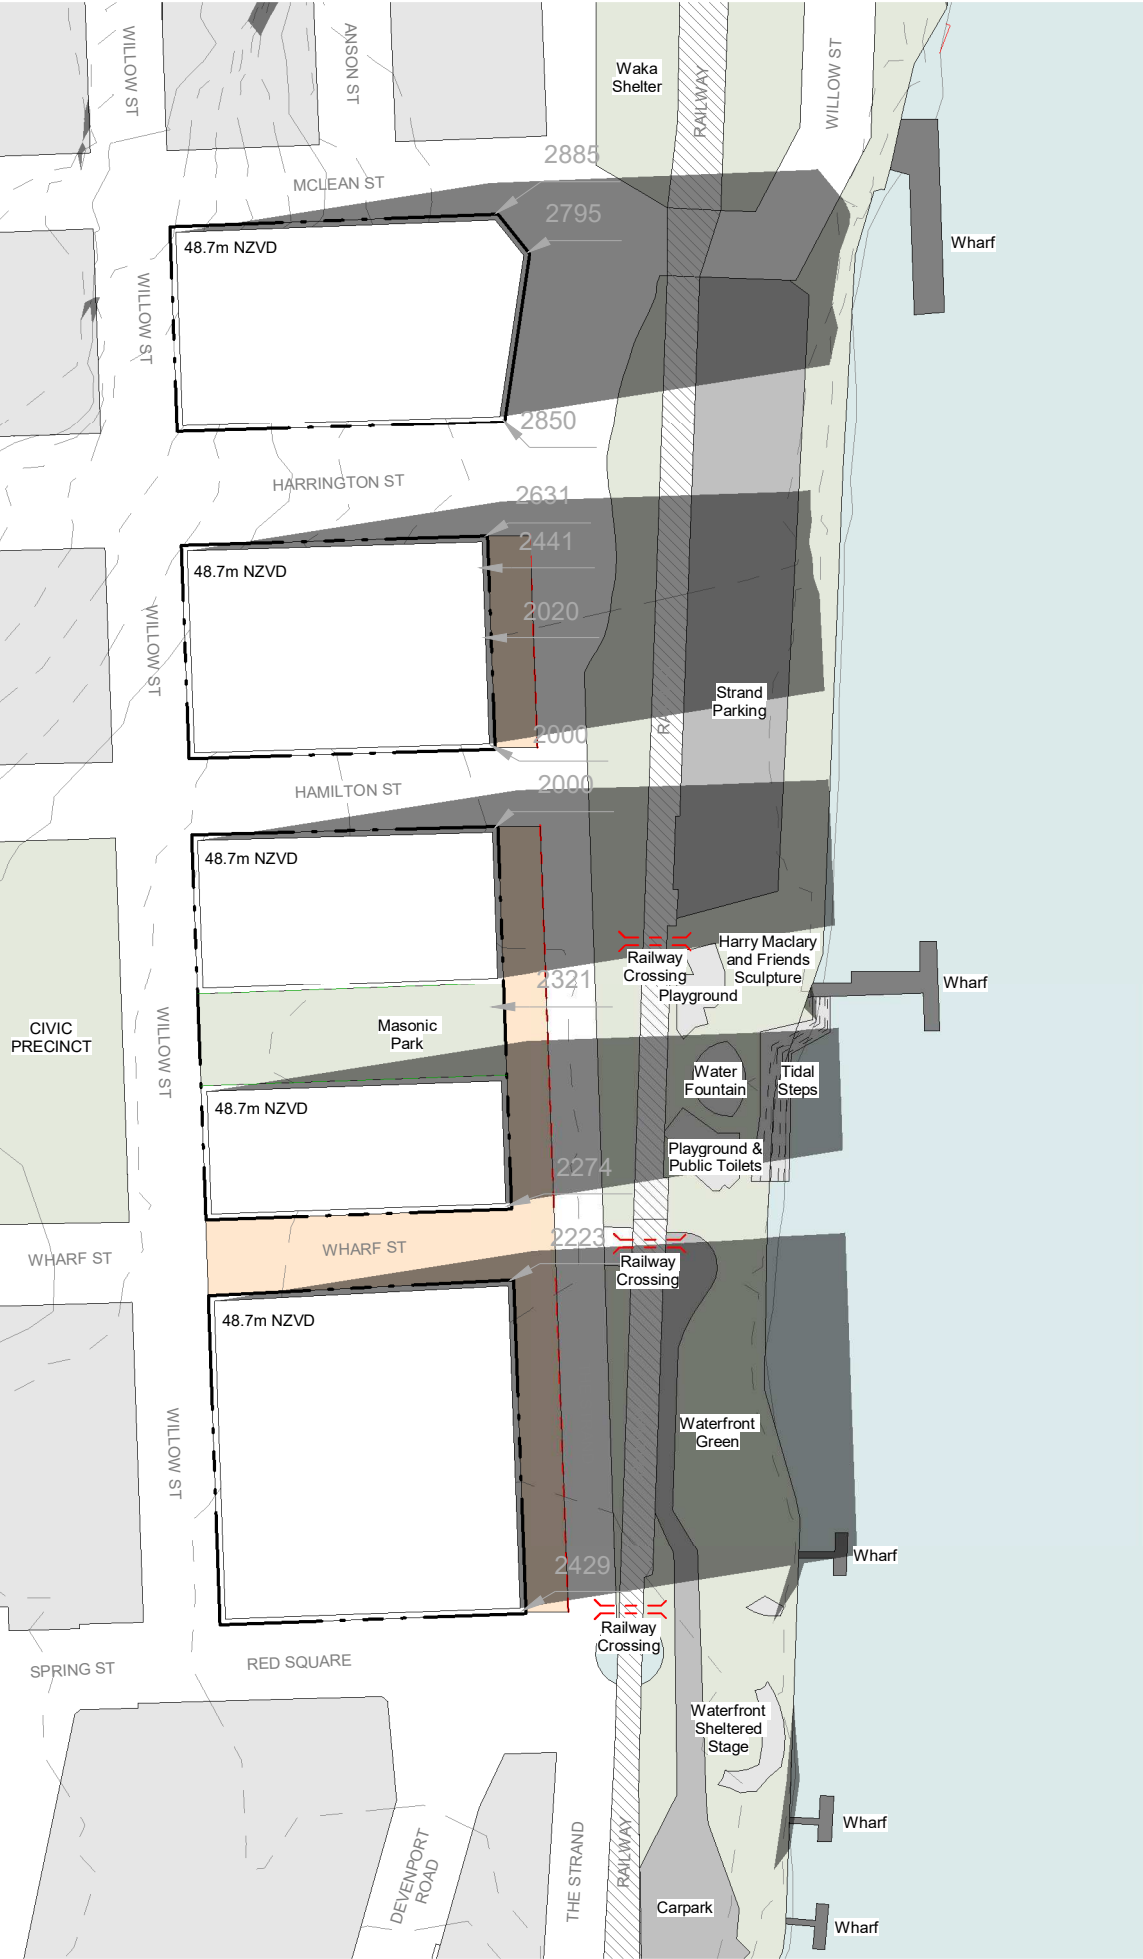 WILLOW ST
ANSON ST
Waka
Shelter
RAILWAY
WILLOW ST
2885
MCLEAN ST
2795
48.7m NZVD
Wharf
WILLOW ST
2850
HARRINGTON ST
2631
2441
48.7m NZVD
2020
WILLOW ST
Strand
Parking
RA
2000
HAMILTON ST
2000
48.7m NZVD
Harry Maclary
and Friends
Sculpture
Railway
Crossing
Playground
2321
Wharf
CIVIC
PRECINCT
Masonic
Park
WILLOW ST
Water
Fountain
Tidal
Steps
48.7m NZVD
Playground &
Public Toilets
2274
2223
WHARF ST
WHARF ST
Railway
Crossing
48.7m NZVD
WILLOW ST
Waterfront
Green
Wharf
2429
Railway
Crossing
SPRING ST
RED SQUARE
Waterfront
Sheltered
Stage
Wharf
DEVENPORT
ROAD
THE STRAND
RAILWAY
Carpark
Wharf